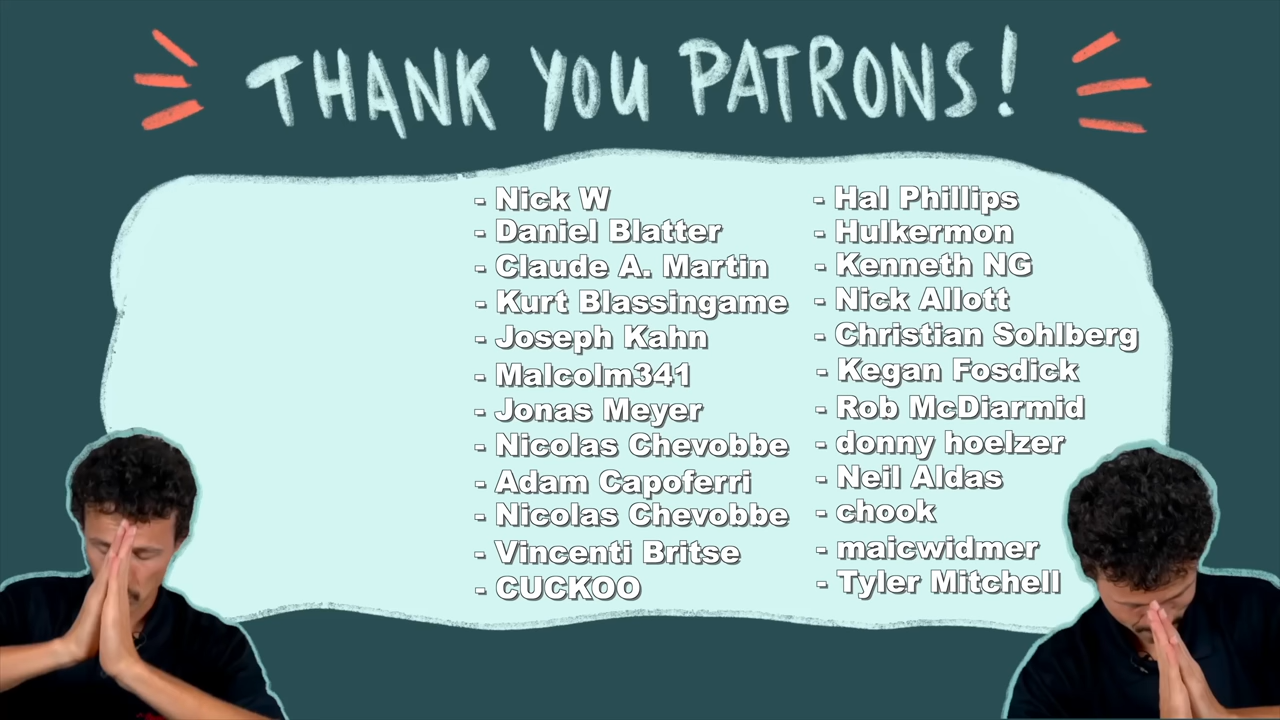 THANK YOU PATRONS!
- Nick W
- Daniel Blatter
- Claude A. Martin
- Kurt Blassingame
- Joseph Kahn
- Malcolm341
- Jonas Meyer
- Nicolas Chevobbe
- Adam Capoferri
- Nicolas Chevobbe
- Vincenti Britse
- CUCKOO
- Hal Phillips
- Hulkermon
- Kenneth NG
- Nick Allott
- Christian Sohlberg
- Kegan Fosdick
- Rob McDiarmid
- donny hoelzer
- Neil Aldas
- chook
- maicwidmer
- Tyler Mitchell